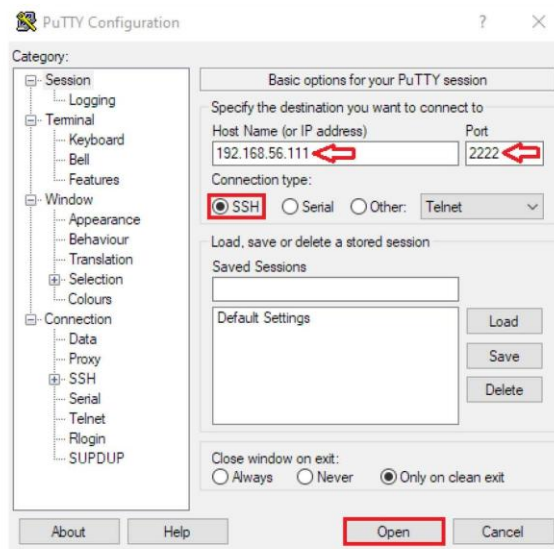 PuTTY Configuration
?
Category:
Session
Logging
Terminal
Keyboard
Bell
Features
Window
Appearance
Behaviour
Translation
Selection
Colours
Connection
Data
Proxy
SSH
Serial
Telnet
Rlogin
SUPDUP
Basic options for your PuTTY session
Specify the destination you want to connect to
Host Name (or IP address) Port
192.168.56.111 2222
Connection type:
SSH Serial Other: Telnet
Load, save or delete a stored session
Saved Sessions
Default Settings
Load
Save
Delete
Close window on exit:
Always Never Only on clean exit
About Help Open Cancel